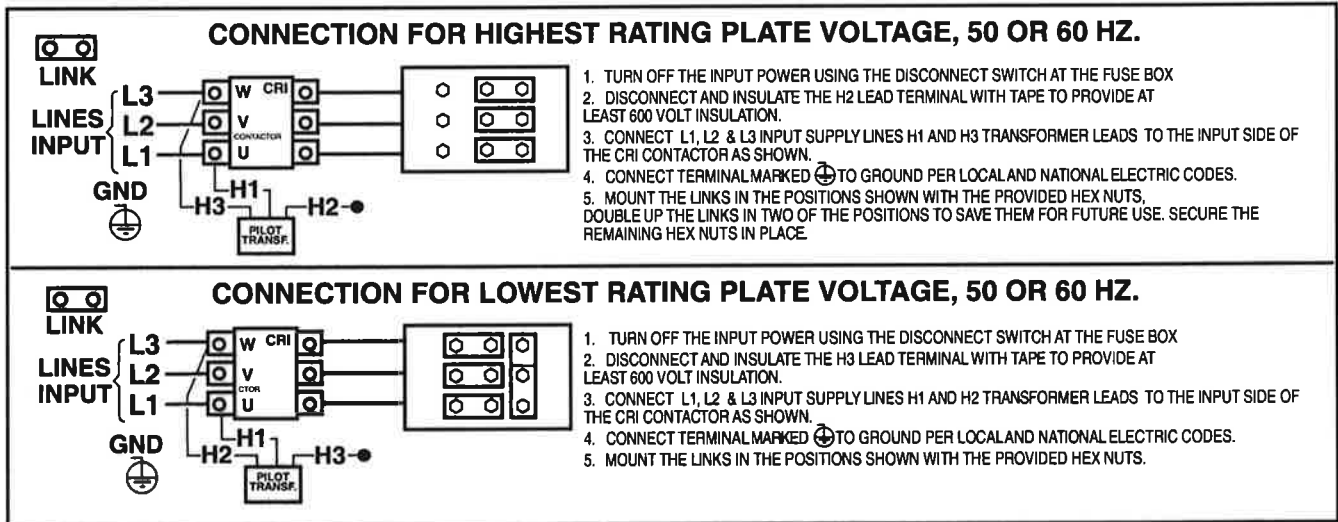 CONNECTION FOR HIGHEST RATING PLATE VOLTAGE, 50 OR 60 HZ.
LINK
LINES
INPUT
L3
L2
L1
GND
W CRI
V
CONTACTOR
U
H1
H3
H2
PILOT
TRANSF.
1. TURN OFF THE INPUT POWER USING THE DISCONNECT SWITCH AT THE FUSE BOX
2. DISCONNECT AND INSULATE THE H2 LEAD TERMINAL WITH TAPE TO PROVIDE AT
LEAST 600 VOLT INSULATION.
3. CONNECT L1, L2 & L3 INPUT SUPPLY LINES H1 AND H3 TRANSFORMER LEADS TO THE INPUT SIDE OF
THE CRI CONTACTOR AS SHOWN.
4. CONNECT TERMINAL MARKED ⏚ TO GROUND PER LOCAL AND NATIONAL ELECTRIC CODES.
5. MOUNT THE LINKS IN THE POSITIONS SHOWN WITH THE PROVIDED HEX NUTS,
DOUBLE UP THE LINKS IN TWO OF THE POSITIONS TO SAVE THEM FOR FUTURE USE. SECURE THE
REMAINING HEX NUTS IN PLACE.
CONNECTION FOR LOWEST RATING PLATE VOLTAGE, 50 OR 60 HZ.
LINK
LINES
INPUT
L3
L2
L1
GND
W CRI
V
CTOR
U
H1
H2
H3
PILOT
TRANSF.
1. TURN OFF THE INPUT POWER USING THE DISCONNECT SWITCH AT THE FUSE BOX
2. DISCONNECT AND INSULATE THE H3 LEAD TERMINAL WITH TAPE TO PROVIDE AT
LEAST 600 VOLT INSULATION.
3. CONNECT L1, L2 & L3 INPUT SUPPLY LINES H1 AND H2 TRANSFORMER LEADS TO THE INPUT SIDE OF
THE CRI CONTACTOR AS SHOWN.
4. CONNECT TERMINAL MARKED ⏚ TO GROUND PER LOCAL AND NATIONAL ELECTRIC CODES.
5. MOUNT THE LINKS IN THE POSITIONS SHOWN WITH THE PROVIDED HEX NUTS.